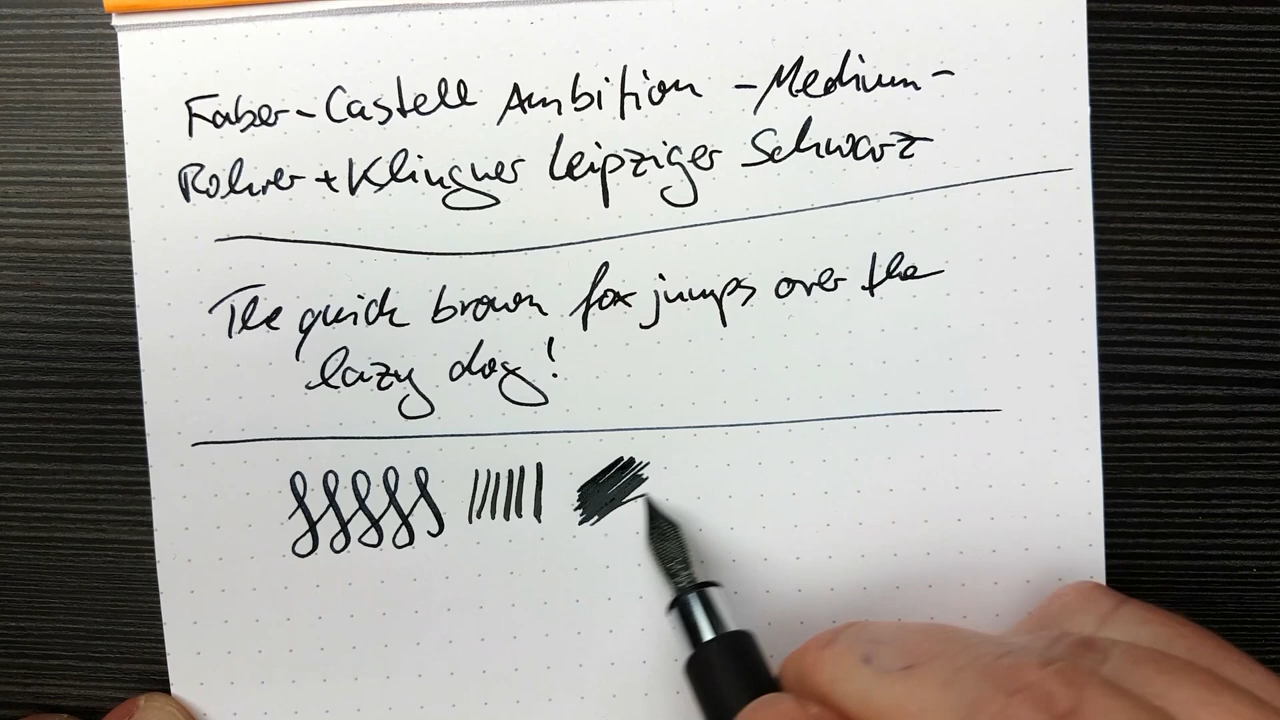 Faber-Castell Ambition -Medium-
Rohrer+Klingner Leipziger Schwarz
The quick brown fox jumps over the
lazy dog!